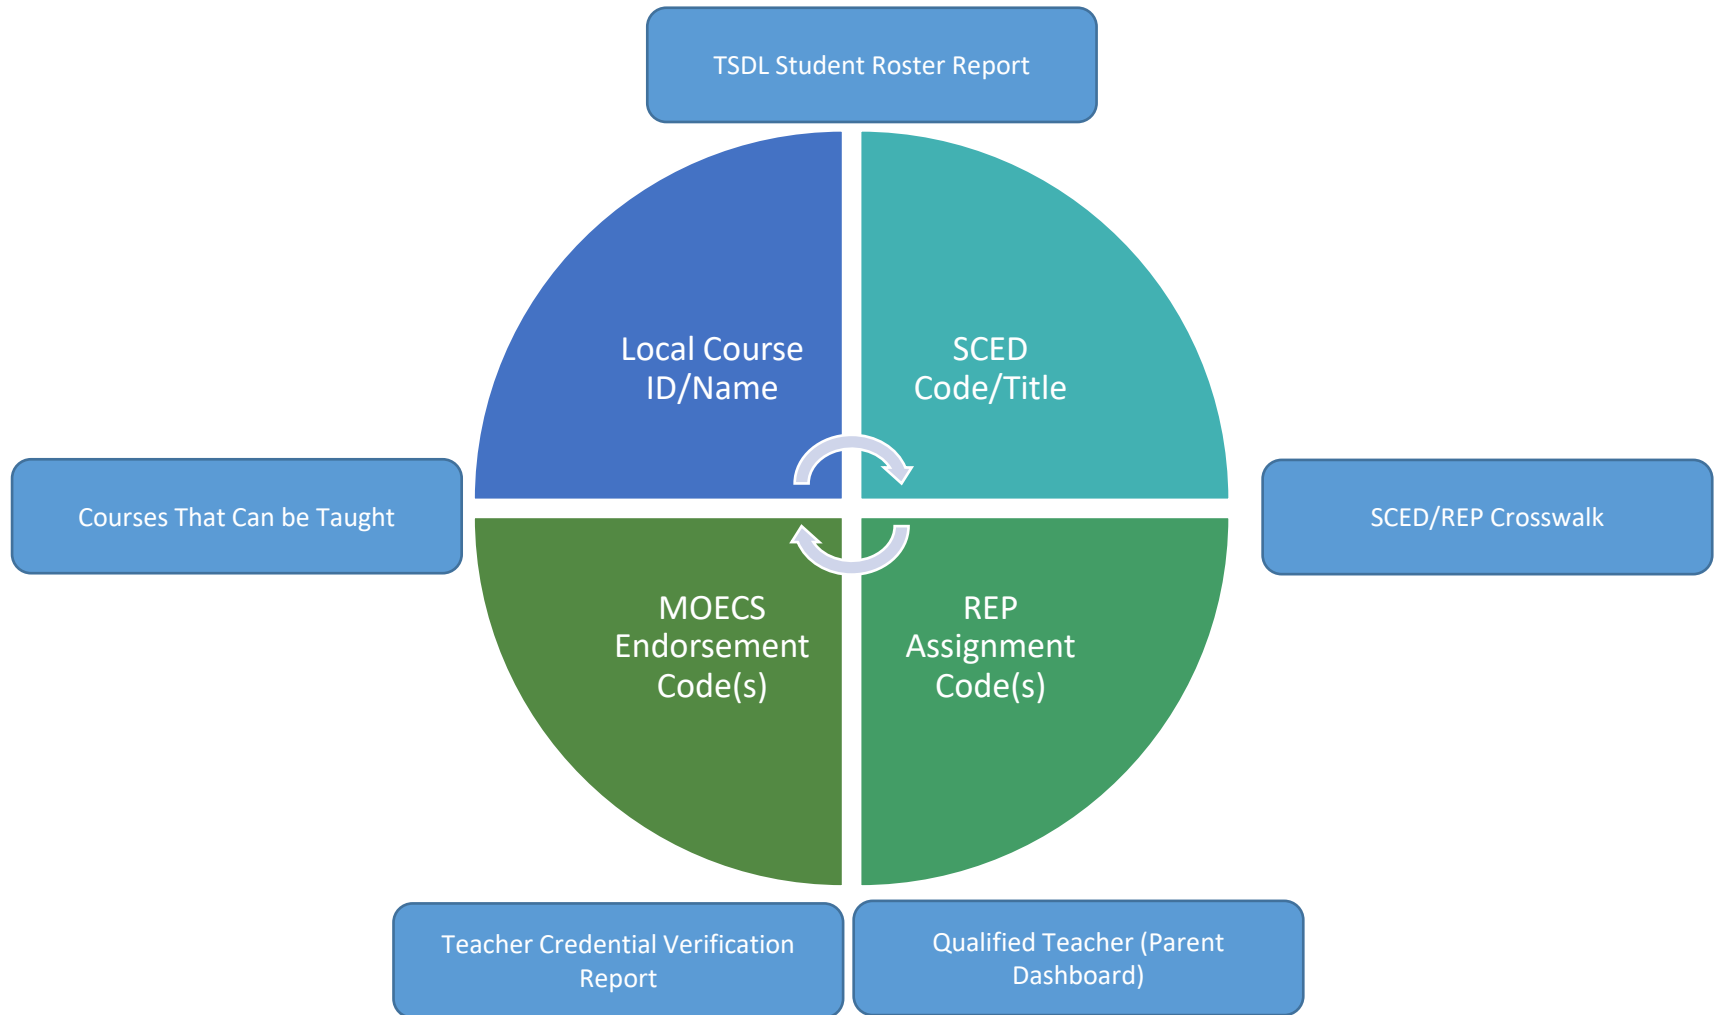 TSDL Student Roster Report
Local Course
ID/Name
SCED
Code/Title
Courses That Can be Taught
SCED/REP Crosswalk
MOECS
Endorsement
Code(s)
REP
Assignment
Code(s)
Teacher Credential Verification
Report
Qualified Teacher (Parent
Dashboard)